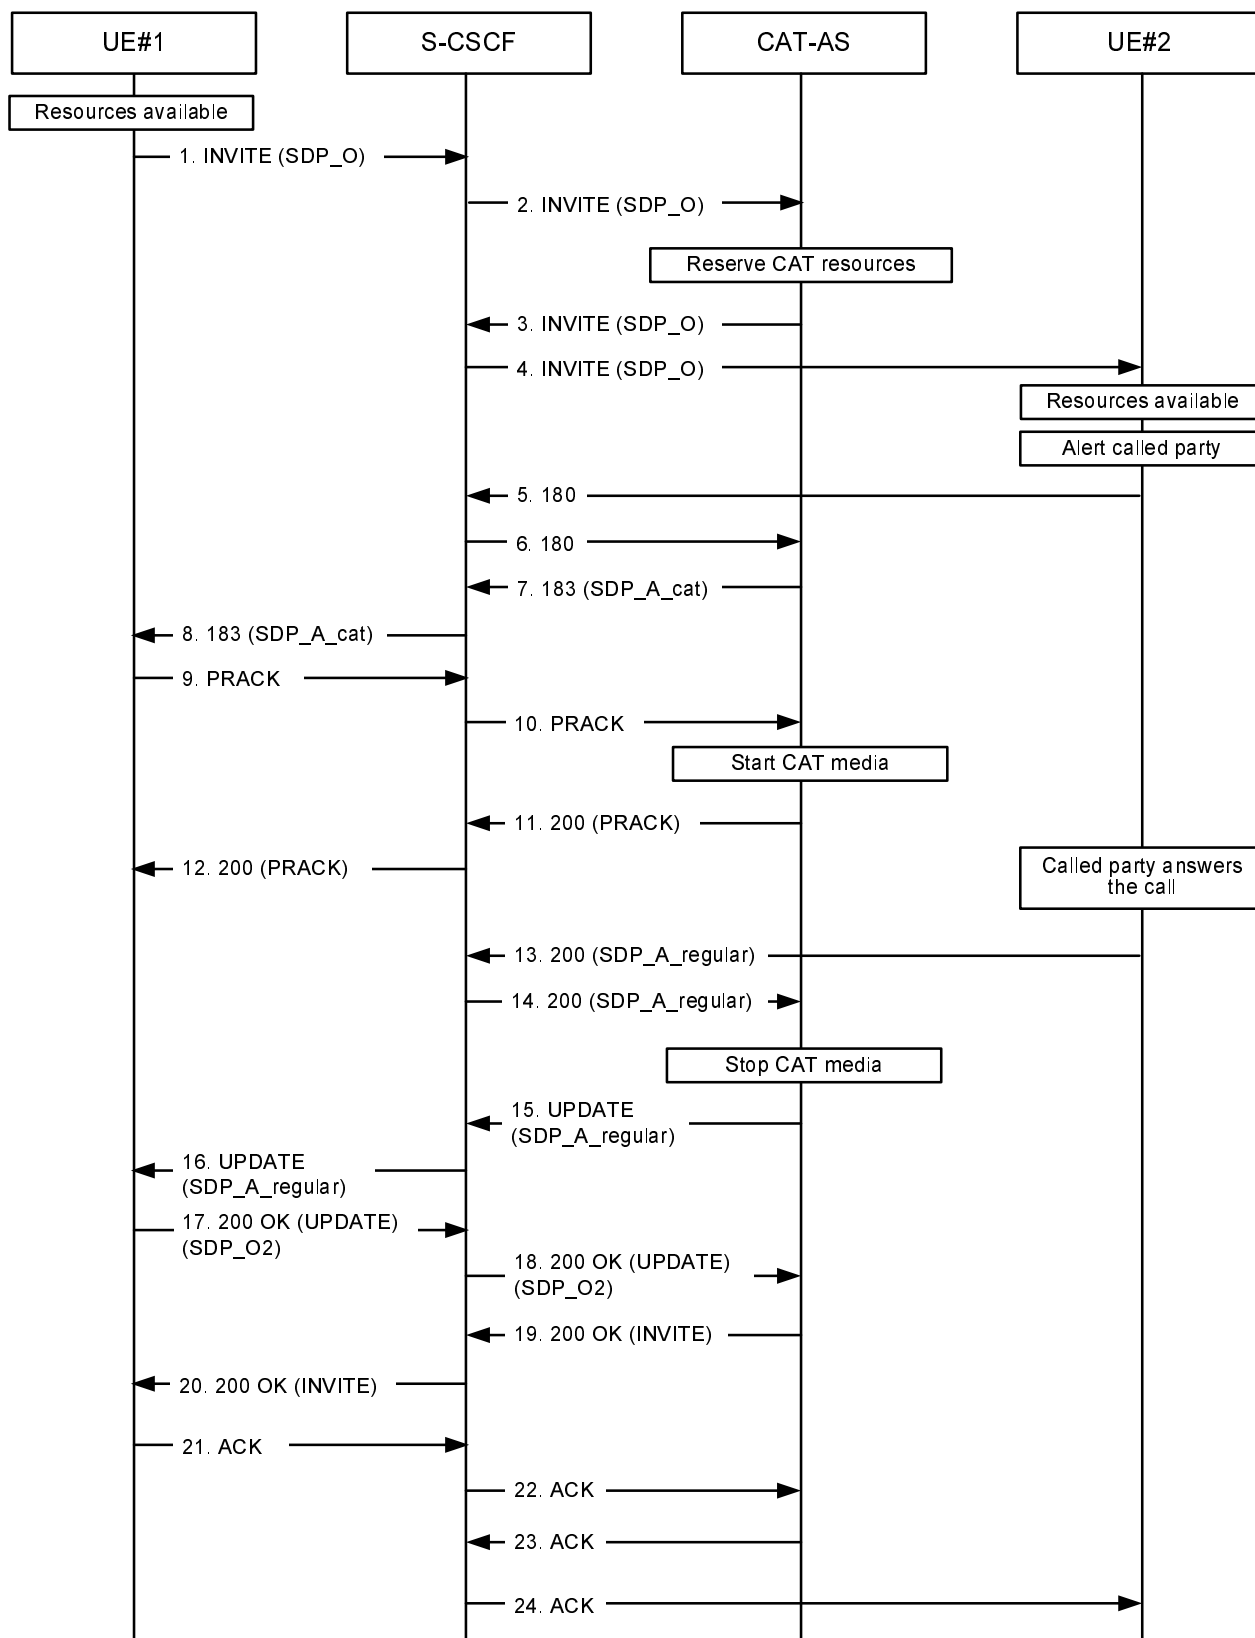 UE#1
S-CSCF
CAT-AS
UE#2
Resources available
1. INVITE (SDP_O)
2. INVITE (SDP_O)
Reserve CAT resources
3. INVITE (SDP_O)
4. INVITE (SDP_O)
Resources available
Alert called party
5. 180
6. 180
7. 183 (SDP_A_cat)
8. 183 (SDP_A_cat)
9. PRACK
10. PRACK
Start CAT media
11. 200 (PRACK)
12. 200 (PRACK)
Called party answers
the call
13. 200 (SDP_A_regular)
14. 200 (SDP_A_regular)
Stop CAT media
15. UPDATE
(SDP_A_regular)
16. UPDATE
(SDP_A_regular)
17. 200 OK (UPDATE)
(SDP_O2)
18. 200 OK (UPDATE)
(SDP_O2)
19. 200 OK (INVITE)
20. 200 OK (INVITE)
21. ACK
22. ACK
23. ACK
24. ACK